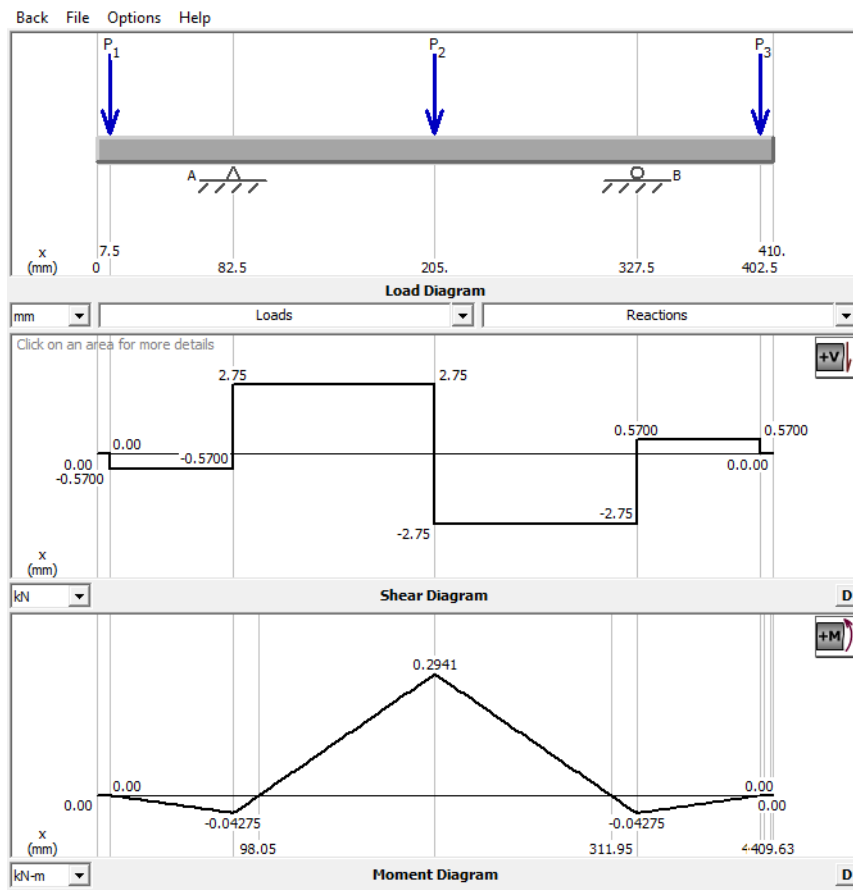 Back File Options Help
P1 P2 P3
A B
x 7.5 410.
(mm) 0 82.5 205. 327.5 402.5
Load Diagram
mm Loads Reactions
Click on an area for more details
+V
2.75 2.75
0.00 0.5700 0.5700
0.00 -0.5700 0.0.00
-0.5700
-2.75 -2.75
x
(mm)
kN Shear Diagram D
+M
0.2941
0.00 0.00
0.00 0.00
-0.04275 -0.04275
x
(mm) 98.05 311.95 409.63
kN-m Moment Diagram D